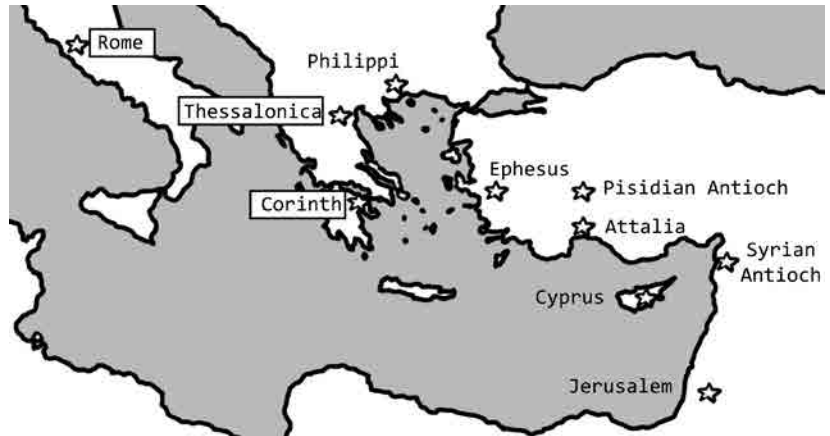 Rome
Philippi
Thessalonica
Ephesus
Pisidian Antioch
Corinth
Attalia
Syrian
Antioch
Cyprus
Jerusalem